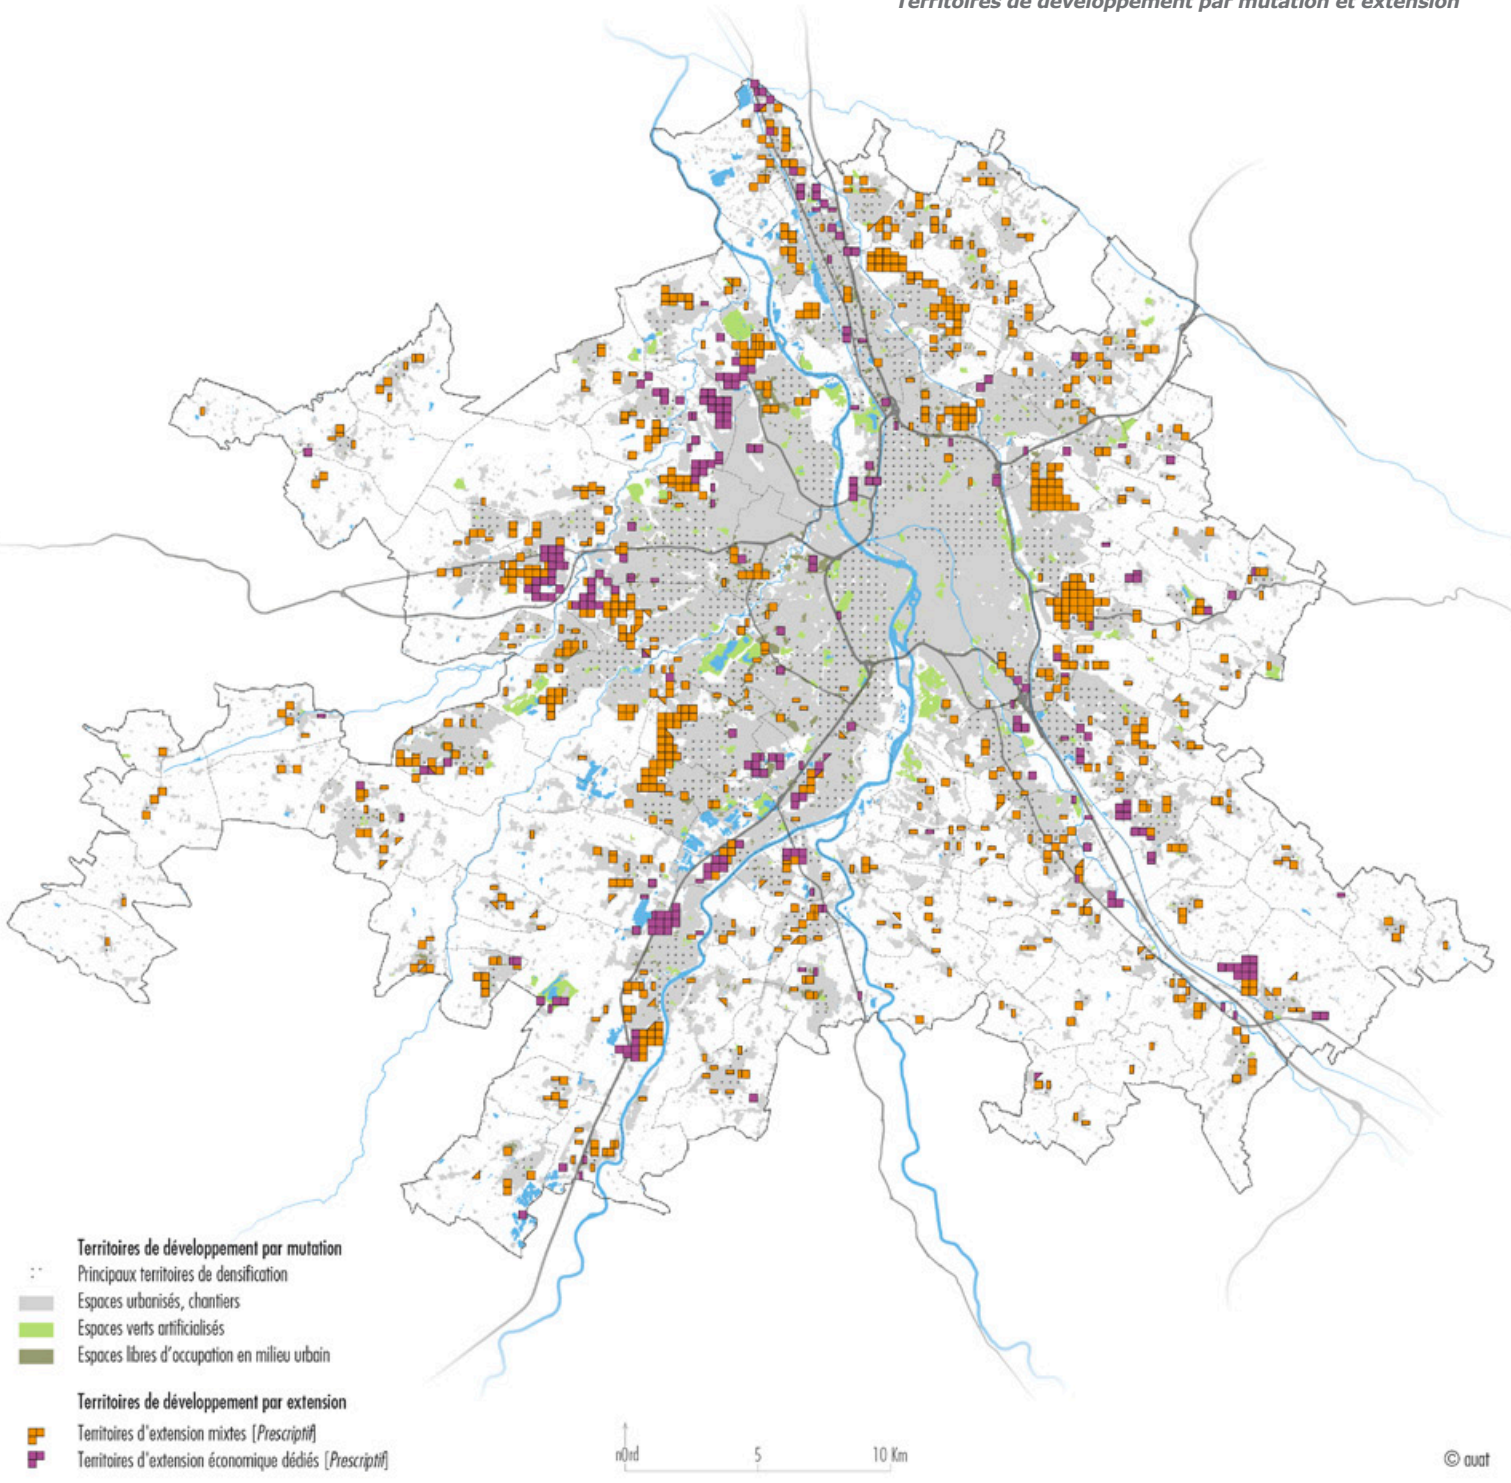 Territoires de développement par mutation et extension
Territoires de développement par mutation
Principaux territoires de densification
Espaces urbanisés, chantiers
Espaces verts artificialisés
Espaces libres d'occupation en milieu urbain
Territoires de développement par extension
Territoires d'extension mixtes [Prescriptif]
Territoires d'extension économique dédiés [Prescriptif]
n0rd 5 10 Km
© auat